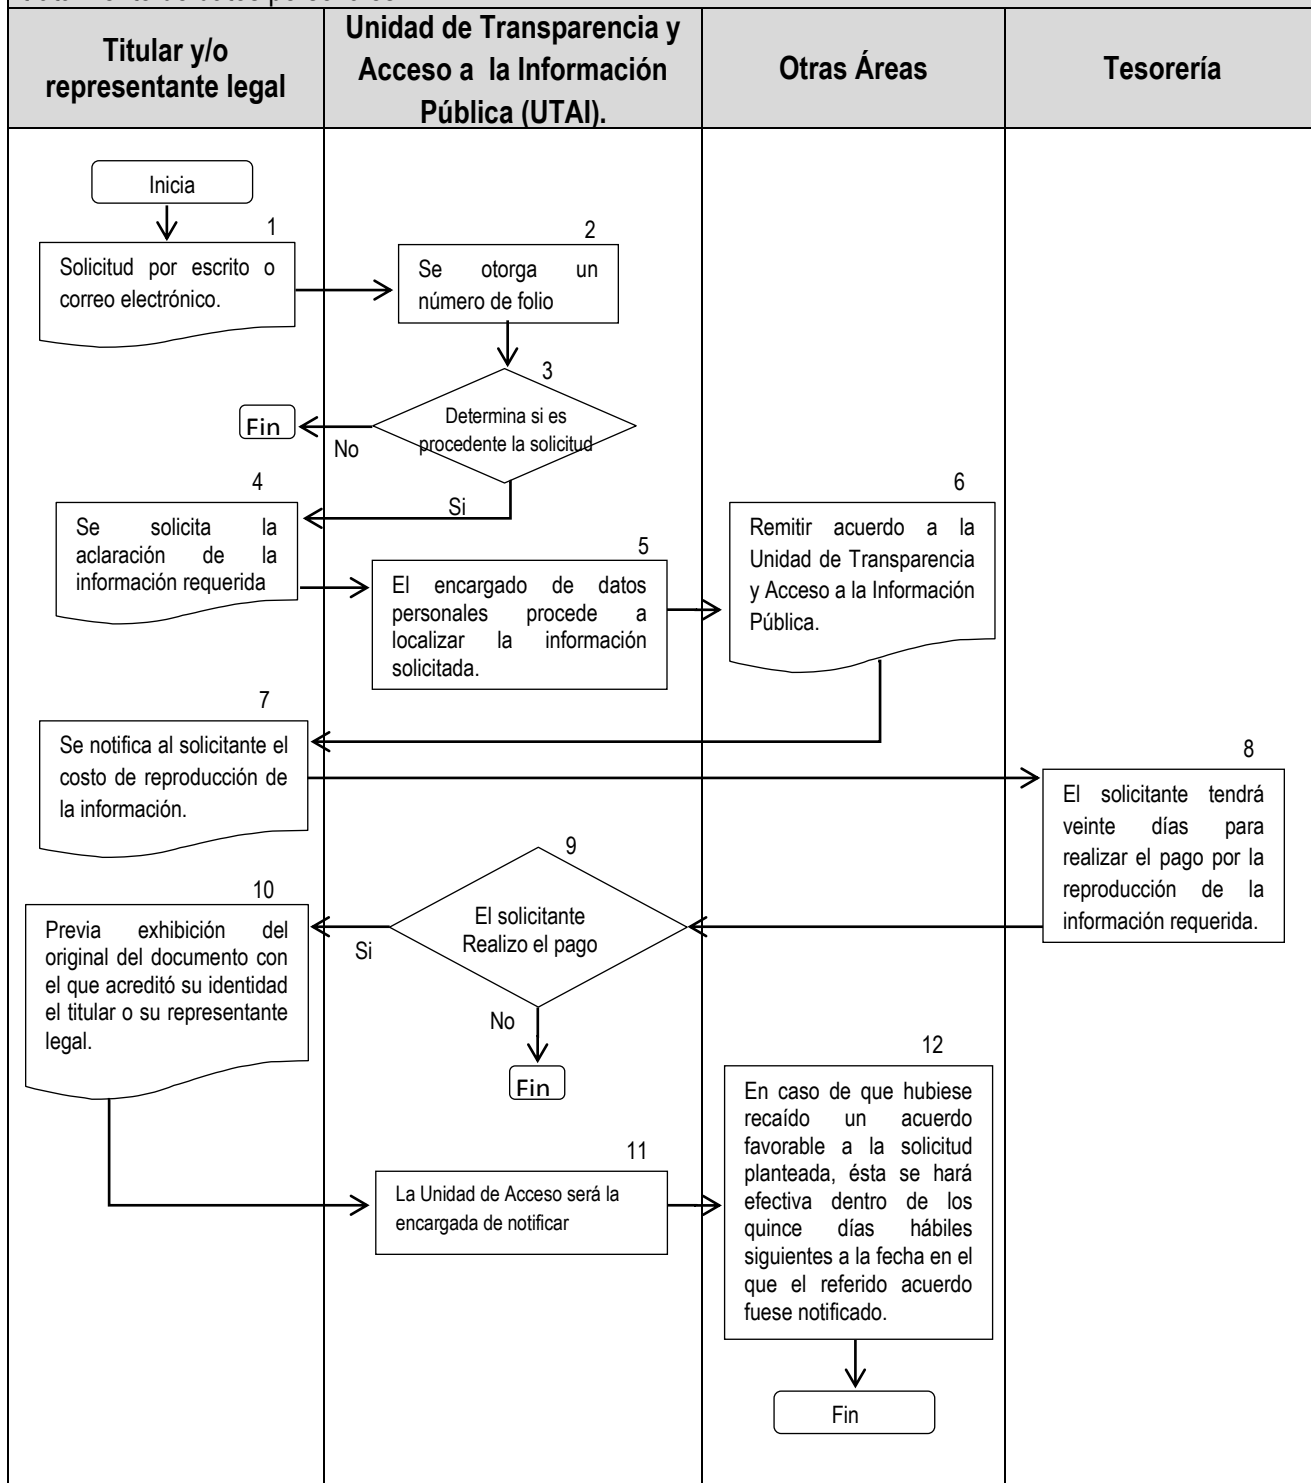 Titular y/o
representante legal
Unidad de Transparencia y
Acceso a la Información
Pública (UTAI).
Otras Áreas
Tesorería
Inicia
1
Solicitud por escrito o
correo electrónico.
2
Se otorga un
número de folio
3
Determina si es
procedente la solicitud
No
Fin
Si
4
Se solicita la
aclaración de la
información requerida
5
El encargado de datos
personales procede a
localizar la información
solicitada.
6
Remitir acuerdo a la
Unidad de Transparencia
y Acceso a la Información
Pública.
7
Se notifica al solicitante el
costo de reproducción de
la información.
8
El solicitante tendrá
veinte días para
realizar el pago por la
reproducción de la
información requerida.
9
El solicitante
Realizo el pago
Si
No
Fin
10
Previa exhibición del
original del documento con
el que acreditó su identidad
el titular o su representante
legal.
11
La Unidad de Acceso será la
encargada de notificar
12
En caso de que hubiese
recaído un acuerdo
favorable a la solicitud
planteada, ésta se hará
efectiva dentro de los
quince días hábiles
siguientes a la fecha en el
que el referido acuerdo
fuese notificado.
Fin